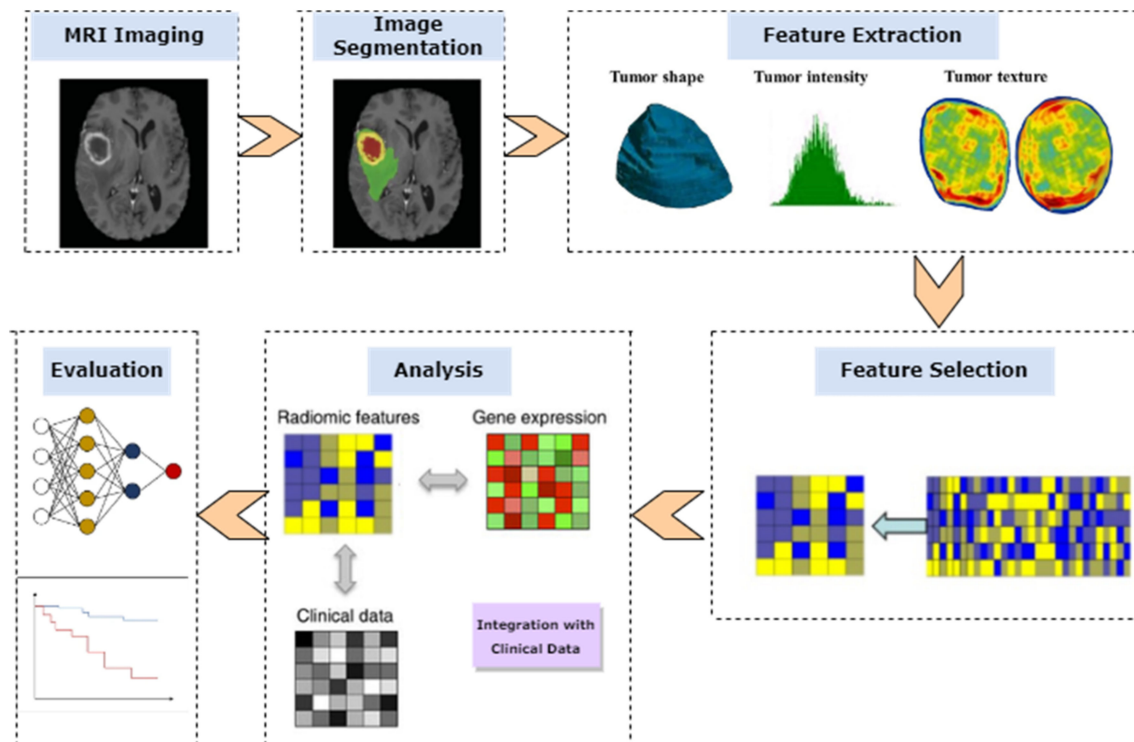 MRI Imaging
Image
Segmentation
Feature Extraction
Tumor shape
Tumor intensity
Tumor texture
Feature Selection
Analysis
Radiomic features
Gene expression
Clinical data
Integration with
Clinical Data
Evaluation